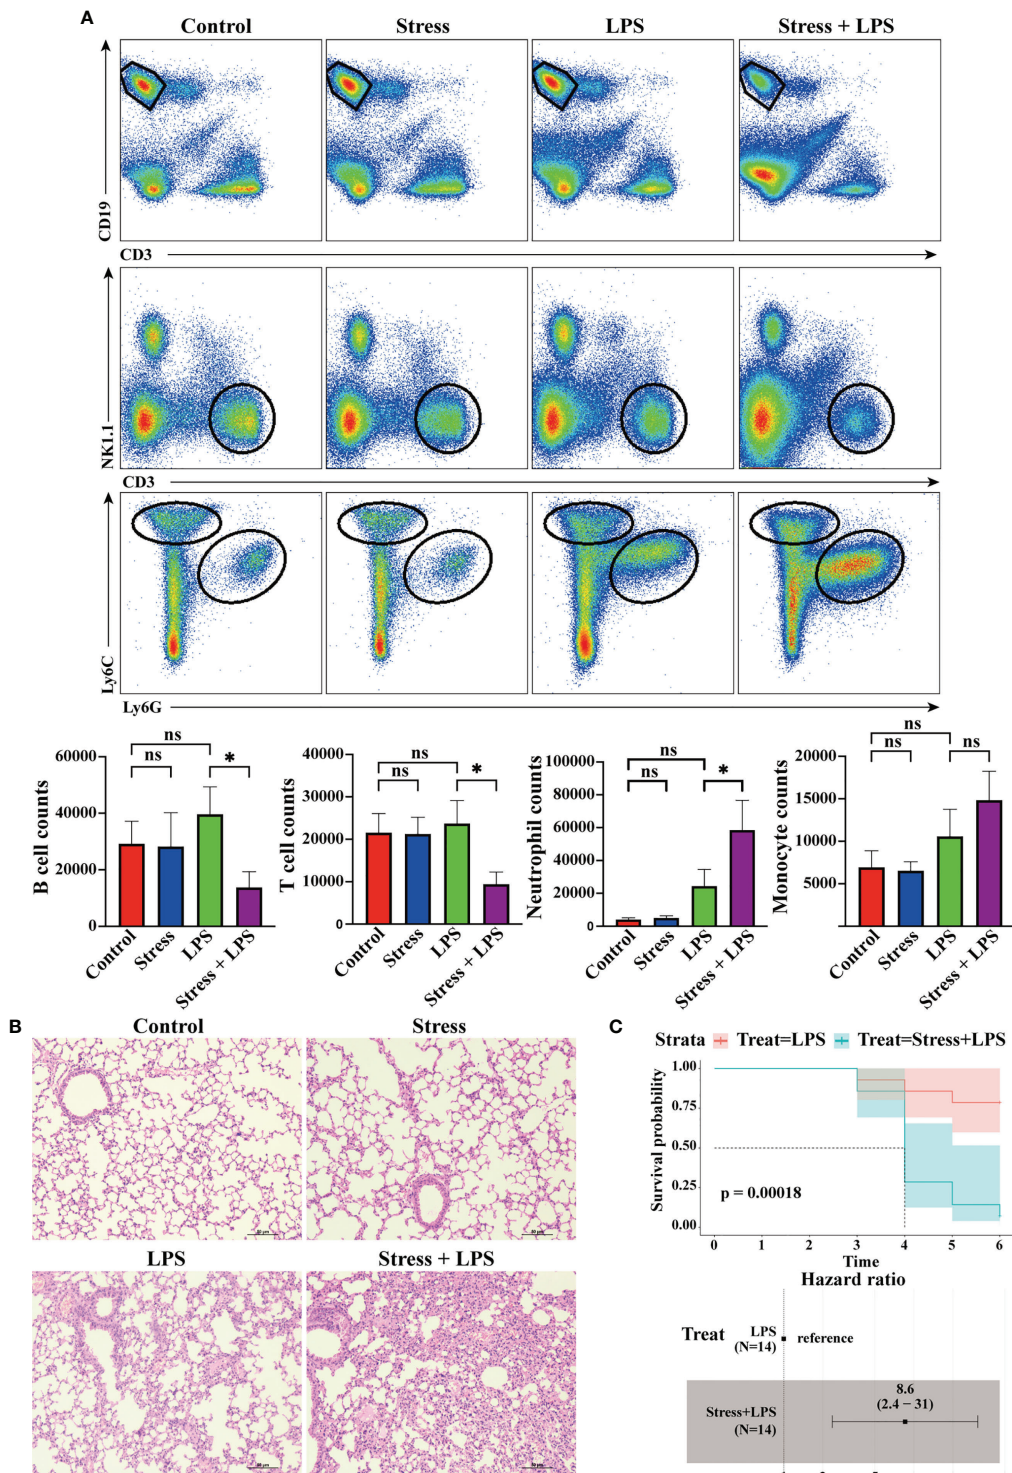 A
Control Stress LPS Stress + LPS
CD19
CD3
NK1.1
CD3
Ly6C
Ly6G
B cell counts
60000
40000
20000
0
ns
ns
*
Control
Stress
LPS
Stress + LPS
T cell counts
40000
30000
20000
10000
0
ns
ns
*
Control
Stress
LPS
Stress + LPS
Neutrophil counts
100000
80000
60000
40000
20000
0
ns
ns
*
Control
Stress
LPS
Stress + LPS
Monocyte counts
20000
15000
10000
5000
0
ns
ns
ns
Control
Stress
LPS
Stress + LPS
B
Control Stress
LPS Stress + LPS
C
Strata Treat=LPS Treat=Stress+LPS
Survival probability
1.00
0.75
0.50
0.25
0.00
p = 0.00018
0 1 2 3 4 5 6
Time
Hazard ratio
Treat LPS
(N=14)
reference
Stress+LPS
(N=14)
8.6
(2.4 – 31)